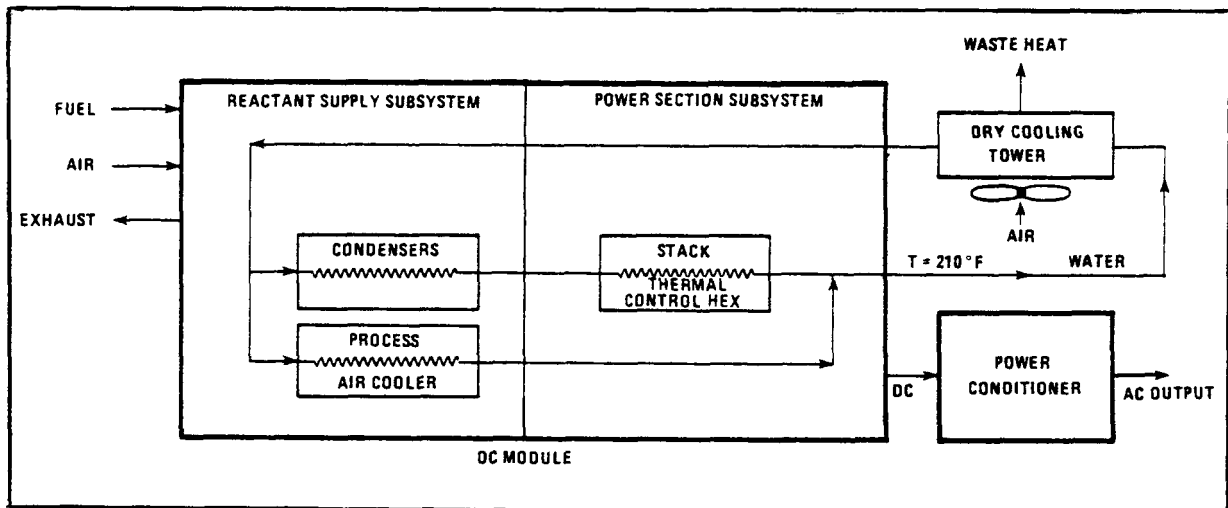 WASTE HEAT
FUEL
AIR
EXHAUST
REACTANT SUPPLY SUBSYSTEM
POWER SECTION SUBSYSTEM
DRY COOLING
TOWER
AIR
CONDENSERS
STACK
THERMAL
CONTROL HEX
T = 210°F
WATER
PROCESS
AIR COOLER
DC
POWER
CONDITIONER
AC OUTPUT
DC MODULE